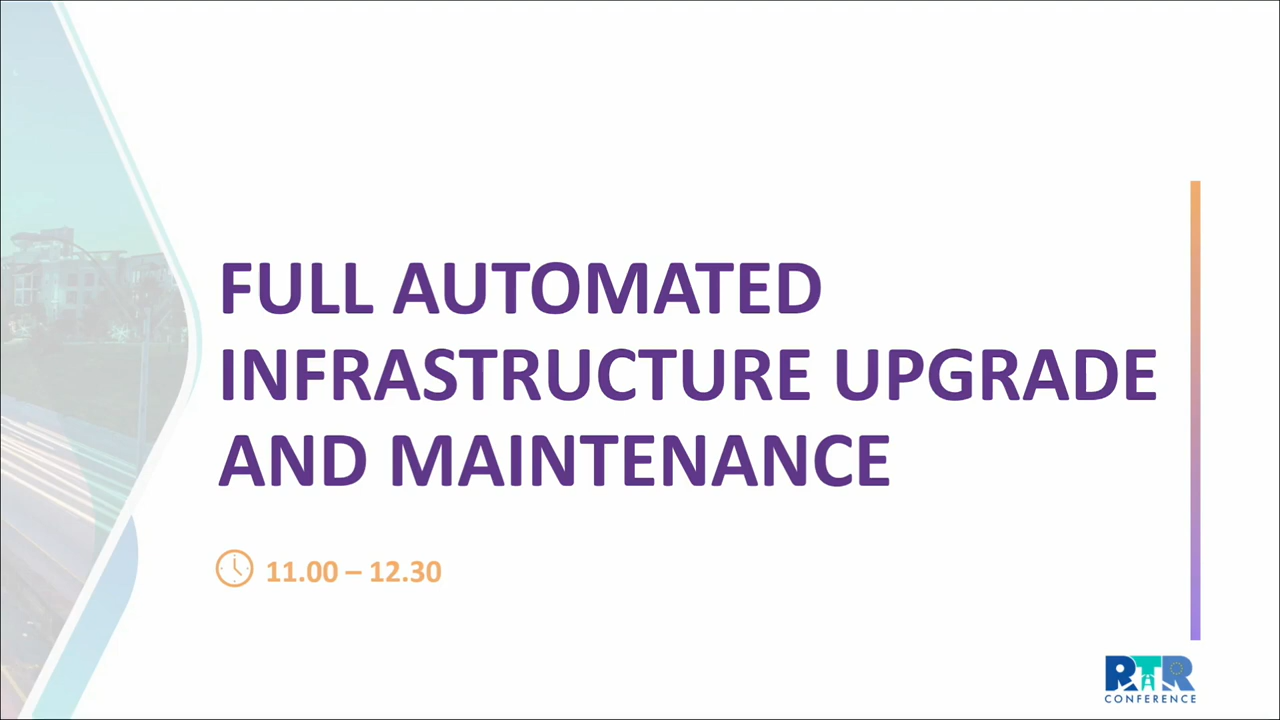 FULL AUTOMATED
INFRASTRUCTURE UPGRADE
AND MAINTENANCE
11.00 – 12.30
RTR
CONFERENCE